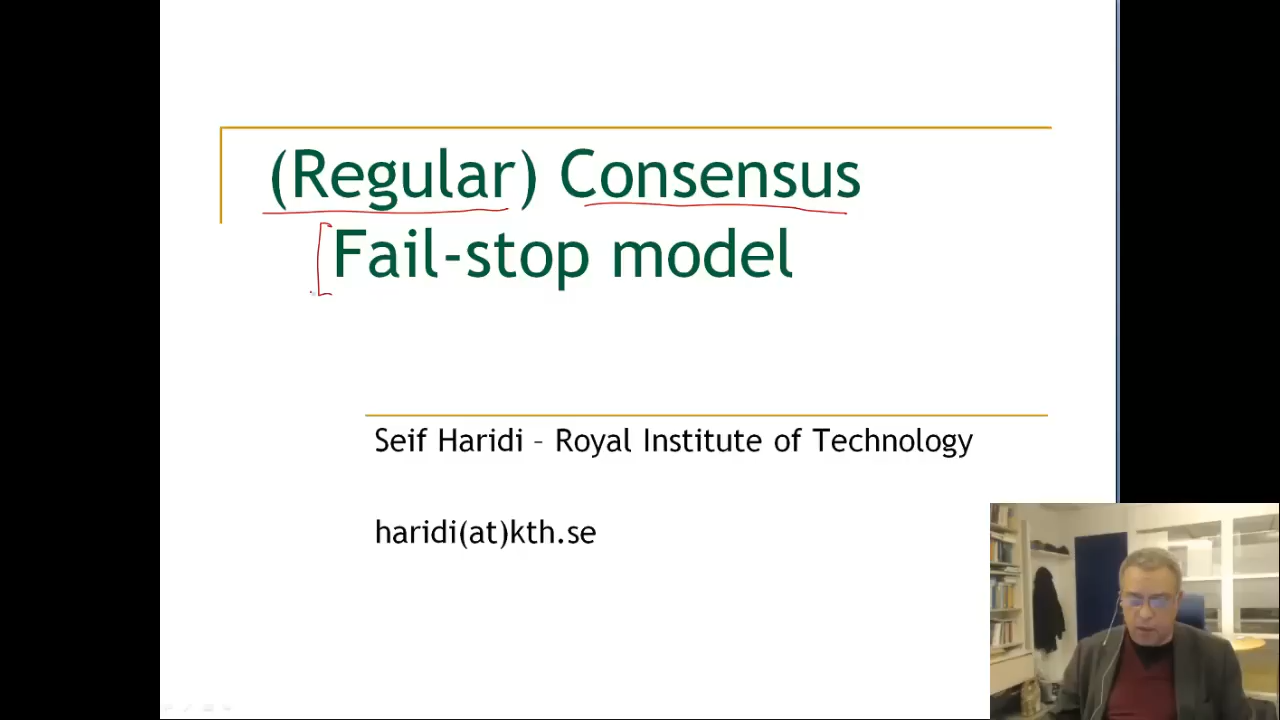 (Regular) Consensus
Fail-stop model
Seif Haridi – Royal Institute of Technology
haridi(at)kth.se